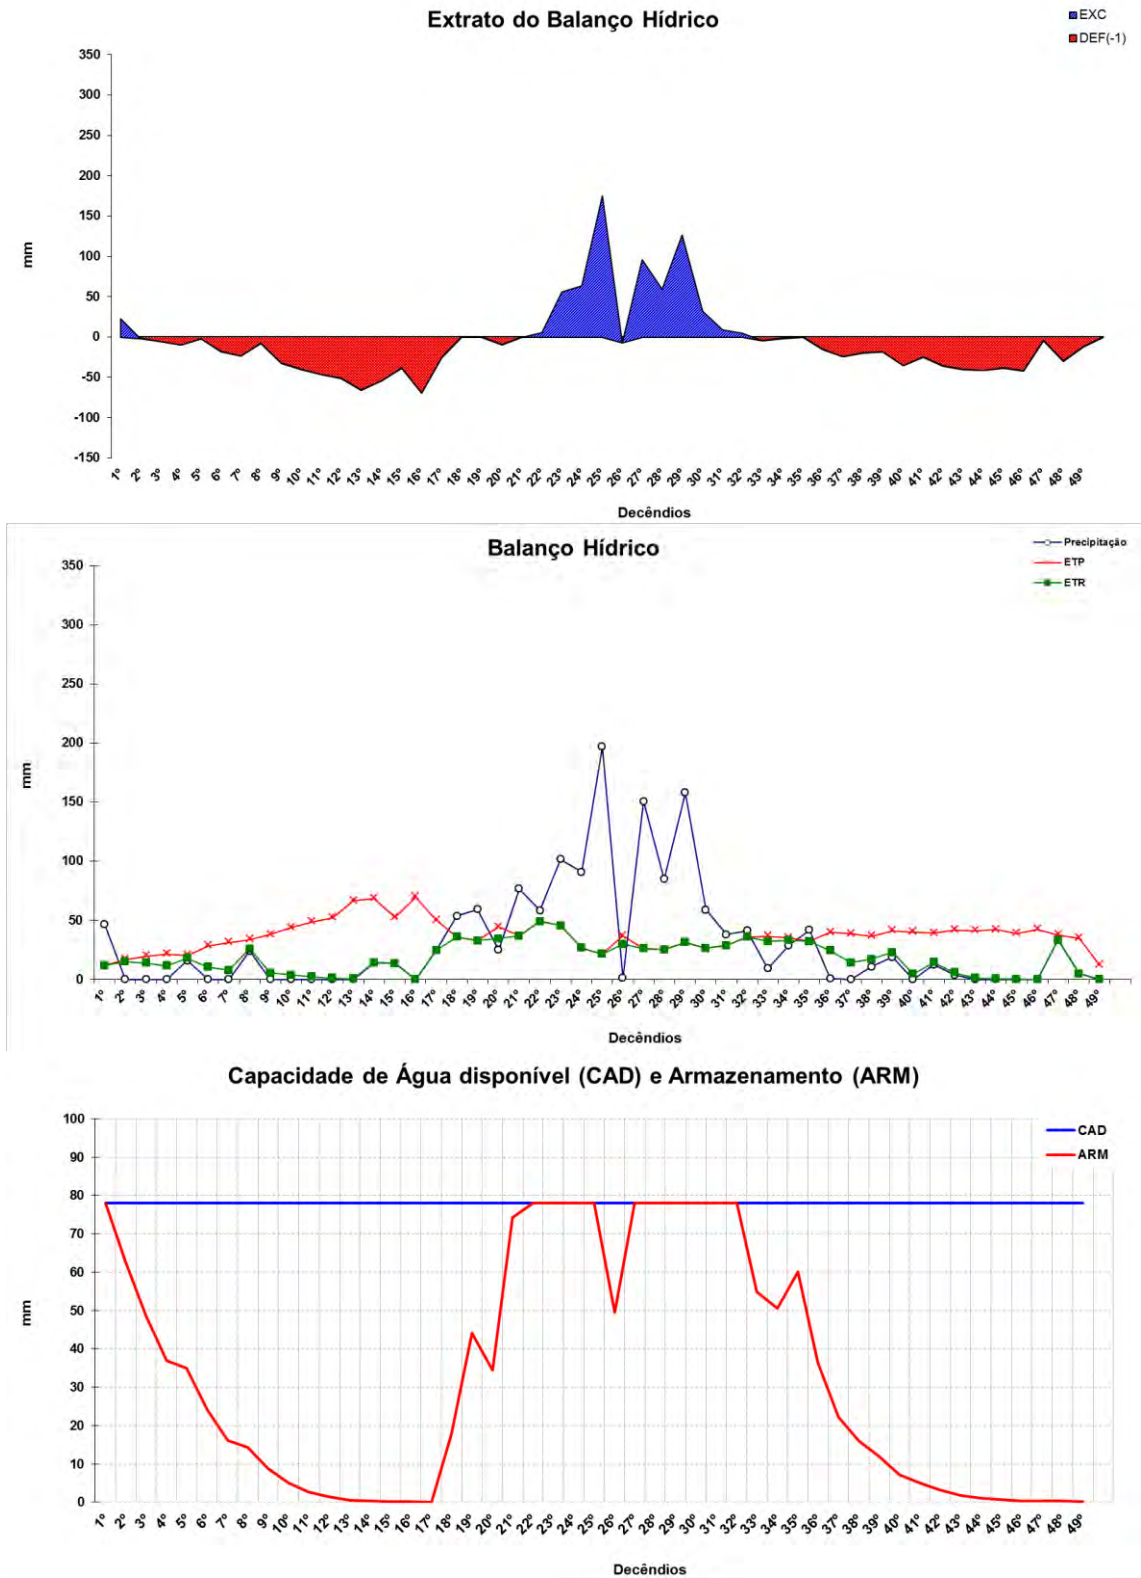 Extrato do Balanço Hídrico
EXC
DEF(-1)
350
300
250
200
150
100
50
0
-50
-100
-150
mm
1º 2º 3º 4º 5º 6º 7º 8º 9º 10º 11º 12º 13º 14º 15º 16º 17º 18º 19º 20º 21º 22º 23º 24º 25º 26º 27º 28º 29º 30º 31º 32º 33º 34º 35º 36º 37º 38º 39º 40º 41º 42º 43º 44º 45º 46º 47º 48º 49º
Decêndios
Balanço Hídrico
Precipitação
ETP
ETR
350
300
250
200
150
100
50
0
mm
1º 2º 3º 4º 5º 6º 7º 8º 9º 10º 11º 12º 13º 14º 15º 16º 17º 18º 19º 20º 21º 22º 23º 24º 25º 26º 27º 28º 29º 30º 31º 32º 33º 34º 35º 36º 37º 38º 39º 40º 41º 42º 43º 44º 45º 46º 47º 48º 49º
Decêndios
Capacidade de Água disponível (CAD) e Armazenamento (ARM)
CAD
ARM
100
90
80
70
60
50
40
30
20
10
0
mm
1º 2º 3º 4º 5º 6º 7º 8º 9º 10º 11º 12º 13º 14º 15º 16º 17º 18º 19º 20º 21º 22º 23º 24º 25º 26º 27º 28º 29º 30º 31º 32º 33º 34º 35º 36º 37º 38º 39º 40º 41º 42º 43º 44º 45º 46º 47º 48º 49º
Decêndios